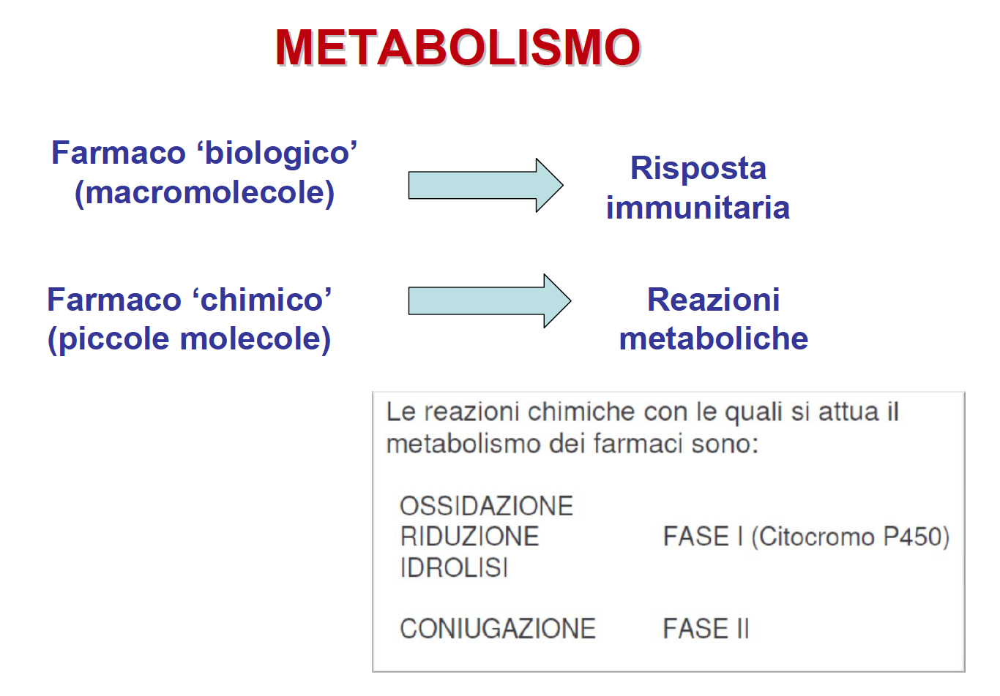 METABOLISMO
Farmaco ‘biologico’
(macromolecole)
Risposta
immunitaria
Farmaco ‘chimico’
(piccole molecole)
Reazioni
metaboliche
Le reazioni chimiche con le quali si attua il
metabolismo dei farmaci sono:
OSSIDAZIONE
RIDUZIONE FASE I (Citocromo P450)
IDROLISI
CONIUGAZIONE FASE II